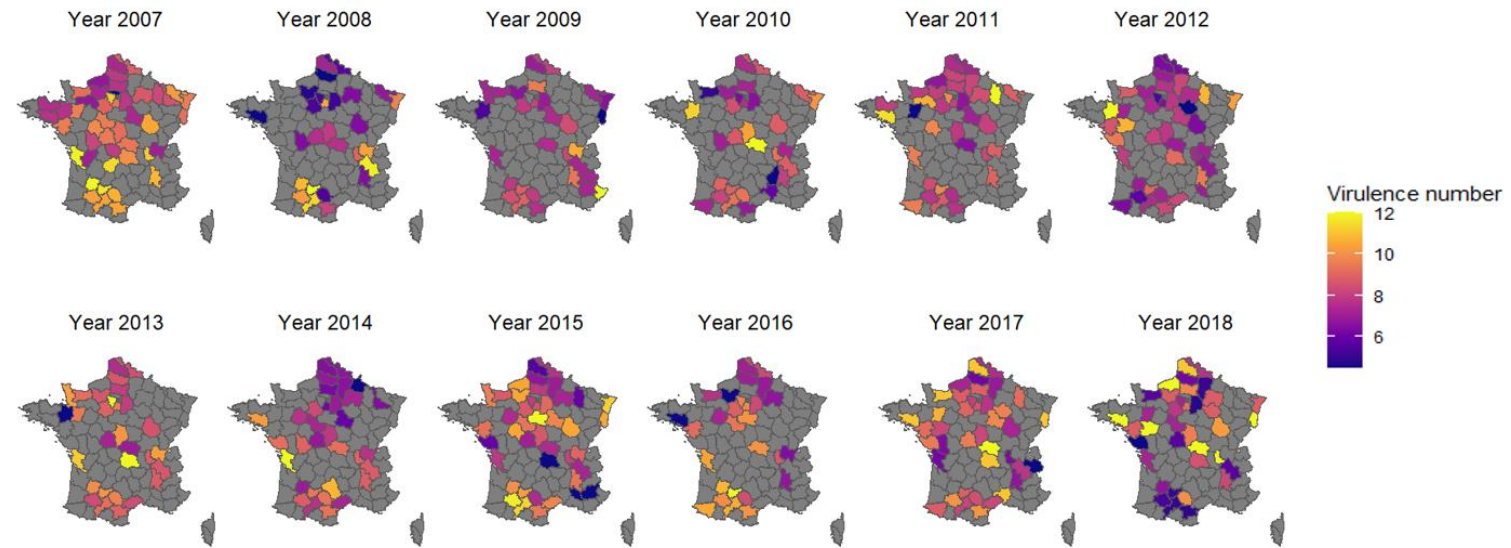 Year 2007
Year 2008
Year 2009
Year 2010
Year 2011
Year 2012
Virulence number
12
10
8
6
Year 2013
Year 2014
Year 2015
Year 2016
Year 2017
Year 2018